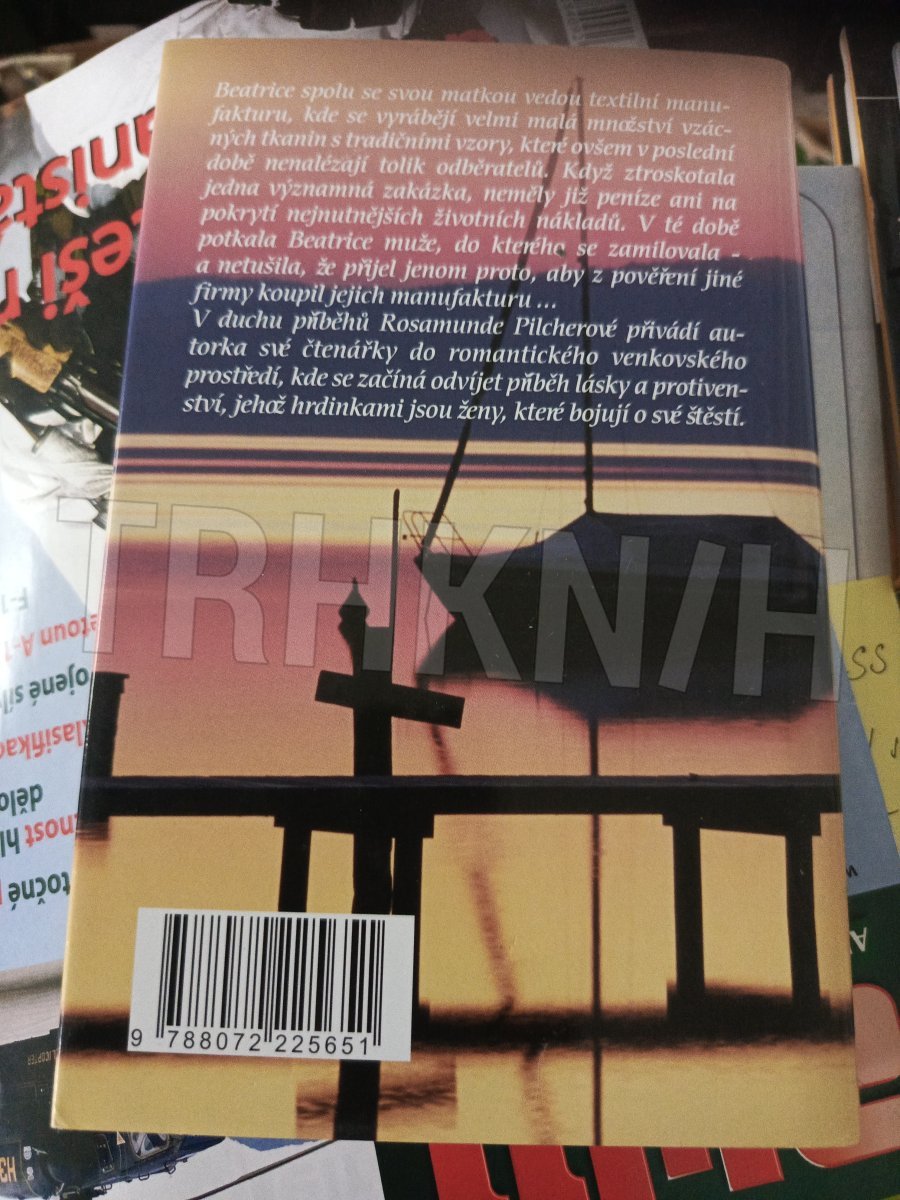 Beatrice spolu se svou matkou vedou textilní manu-
fakturu, kde se vyrábějí velmi malá množství vzác-
ných tkanin s tradičními vzory, které ovšem v poslední
době nenalézají tolik odběratelů. Když ztroskotala
jedna významná zakázka, neměly již peníze ani na
pokrytí nejnutnějších životních nákladů. V té době
potkala Beatrice muže, do kterého se zamilovala -
a netušila, že přijel jenom proto, aby z pověření jiné
firmy koupil jejich manufakturu ...
V duchu příběhů Rosamunde Pilcherové přivádí au-
torka své čtenářky do romantického venkovského
prostředí, kde se začíná odvíjet příběh lásky a protiven-
ství, jehož hrdinkami jsou ženy, které bojují o své štěstí.
TRHKN/H
9 788072 225651